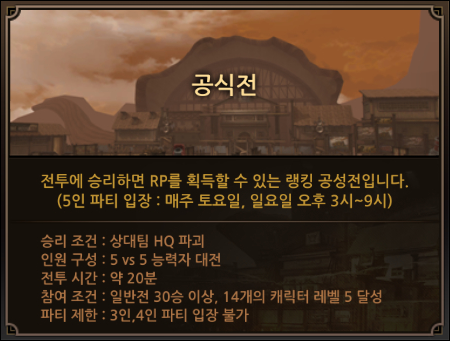 공식전
전투에 승리하면 RP를 획득할 수 있는 랭킹 공성전입니다.
(5인 파티 입장 : 매주 토요일, 일요일 오후 3시~9시)
승리 조건 : 상대팀 HQ 파괴
인원 구성 : 5 vs 5 능력자 대전
전투 시간 : 약 20분
참여 조건 : 일반전 30승 이상, 14개의 캐릭터 레벨 5 달성
파티 제한 : 3인,4인 파티 입장 불가